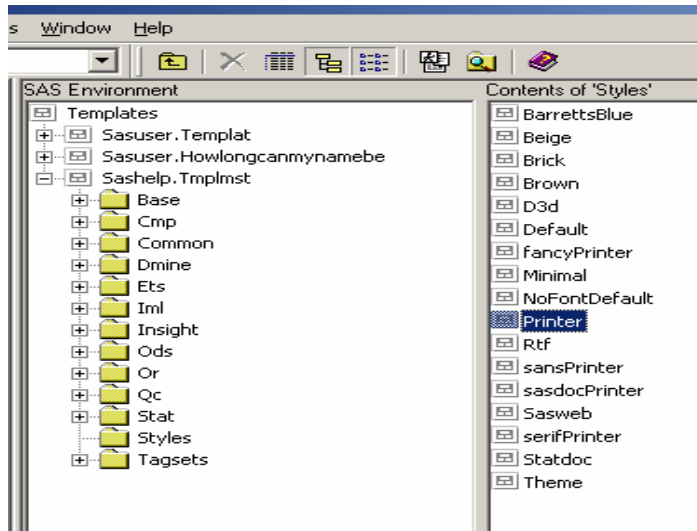 s Window Help
SAS Environment
Templates
Sasuser.Templat
Sasuser.Howlongcanmynamebe
Sashelp.Tmplmst
Base
Cmp
Common
Dmine
Ets
Iml
Insight
Ods
Or
Qc
Stat
Styles
Tagsets
Contents of 'Styles'
BarrettsBlue
Beige
Brick
Brown
D3d
Default
fancyPrinter
Minimal
NoFontDefault
Printer
Rtf
sansPrinter
sasdocPrinter
Sasweb
serifPrinter
Statdoc
Theme